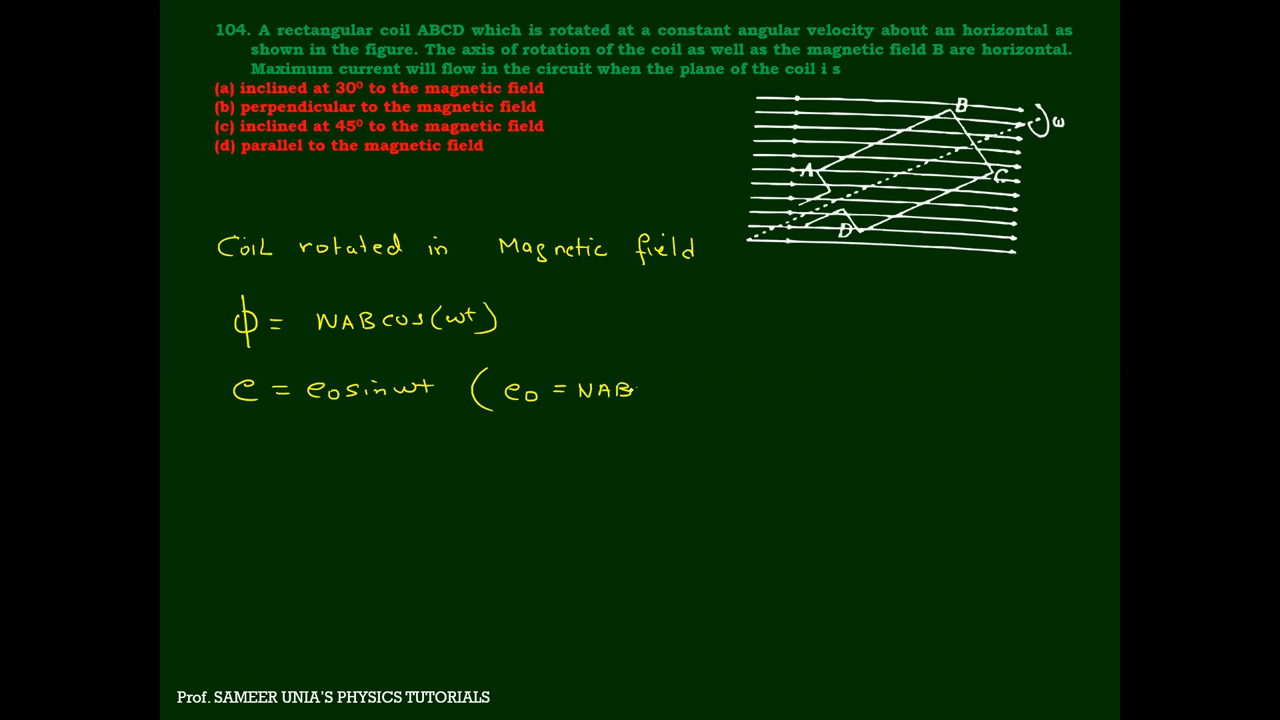 104. A rectangular coil ABCD which is rotated at a constant angular velocity about an horizontal as
shown in the figure. The axis of rotation of the coil as well as the magnetic field B are horizontal.
Maximum current will flow in the circuit when the plane of the coil i s
(a) inclined at 30⁰ to the magnetic field
(b) perpendicular to the magnetic field
(c) inclined at 45⁰ to the magnetic field
(d) parallel to the magnetic field
B
ω
A
C
D
Coil rotated in Magnetic field
ϕ = NABcos(ωt)
e = e₀sinωt ( e₀ = NAB
Prof. SAMEER UNIA'S PHYSICS TUTORIALS